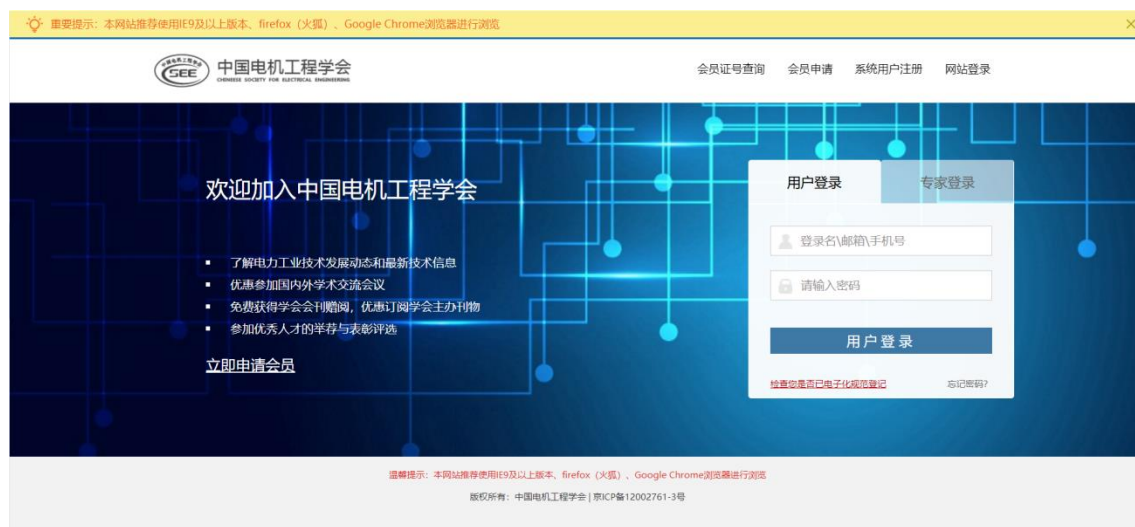 重要提示：本网站推荐使用IE9及以上版本、firefox（火狐）、Google Chrome浏览器进行浏览
中国电机工程学会
CHINESE SOCIETY FOR ELECTRICAL ENGINEERING
SEE
会员证号查询 会员申请 系统用户注册 网站登录
欢迎加入中国电机工程学会
了解电力工业技术发展动态和最新技术信息
优惠参加国内外学术交流会议
免费获得学会会刊赠阅，优惠订阅学会主办刊物
参加优秀人才的举荐与表彰评选
立即申请会员
用户登录 专家登录
登录名\邮箱\手机号
请输入密码
用户登录
检查您是否已电子化规范登记 忘记密码?
温馨提示：本网站推荐使用IE9及以上版本、firefox（火狐）、Google Chrome浏览器进行浏览
版权所有：中国电机工程学会 | 京ICP备12002761-3号